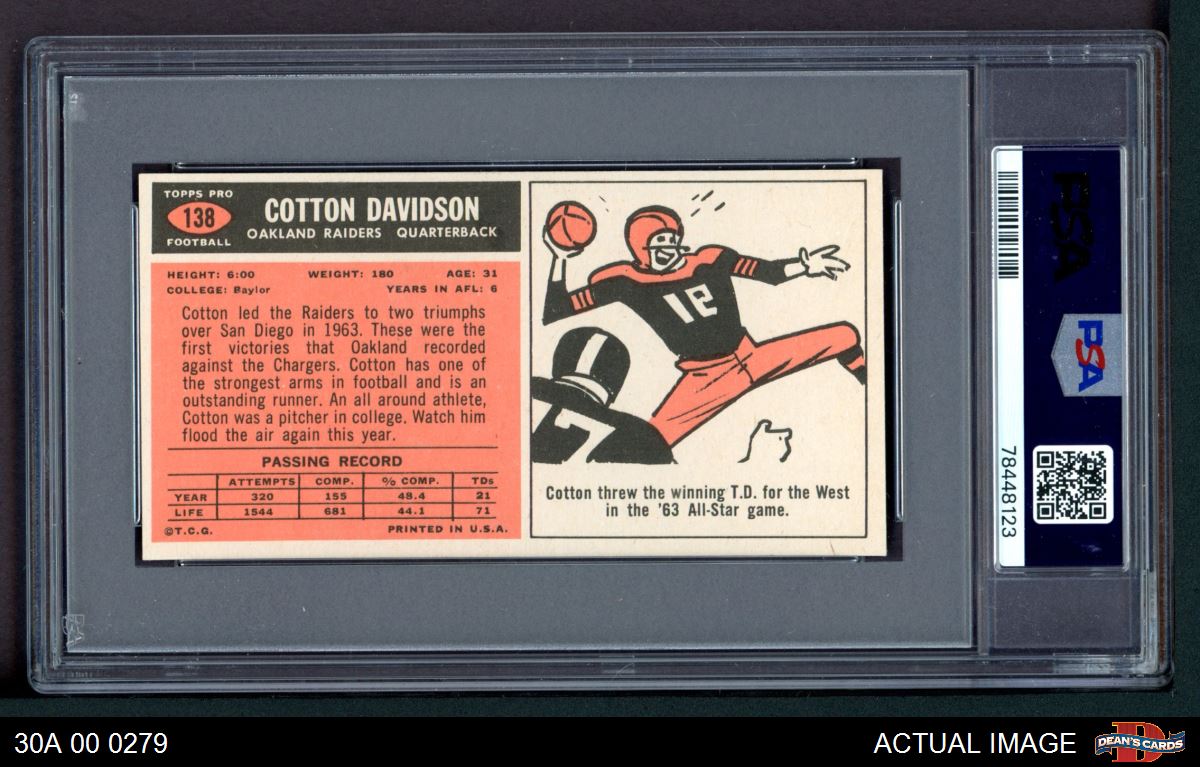 TOPPS PRO
138
FOOTBALL
COTTON DAVIDSON
OAKLAND RAIDERS QUARTERBACK
HEIGHT: 6:00 WEIGHT: 180 AGE: 31
COLLEGE: Baylor YEARS IN AFL: 6
Cotton led the Raiders to two triumphs
over San Diego in 1963. These were the
first victories that Oakland recorded
against the Chargers. Cotton has one of
the strongest arms in football and is an
outstanding runner. An all around athlete,
Cotton was a pitcher in college. Watch him
flood the air again this year.
PASSING RECORD
ATTEMPTS COMP. % COMP. TDs
YEAR 320 155 48.4 21
LIFE 1544 681 44.1 71
©T.C.G. PRINTED IN U.S.A.
Cotton threw the winning T.D. for the West
in the '63 All-Star game.
PSA
PSA
78448123
PSA
30A 00 0279
ACTUAL IMAGE
DEAN'S CARDS